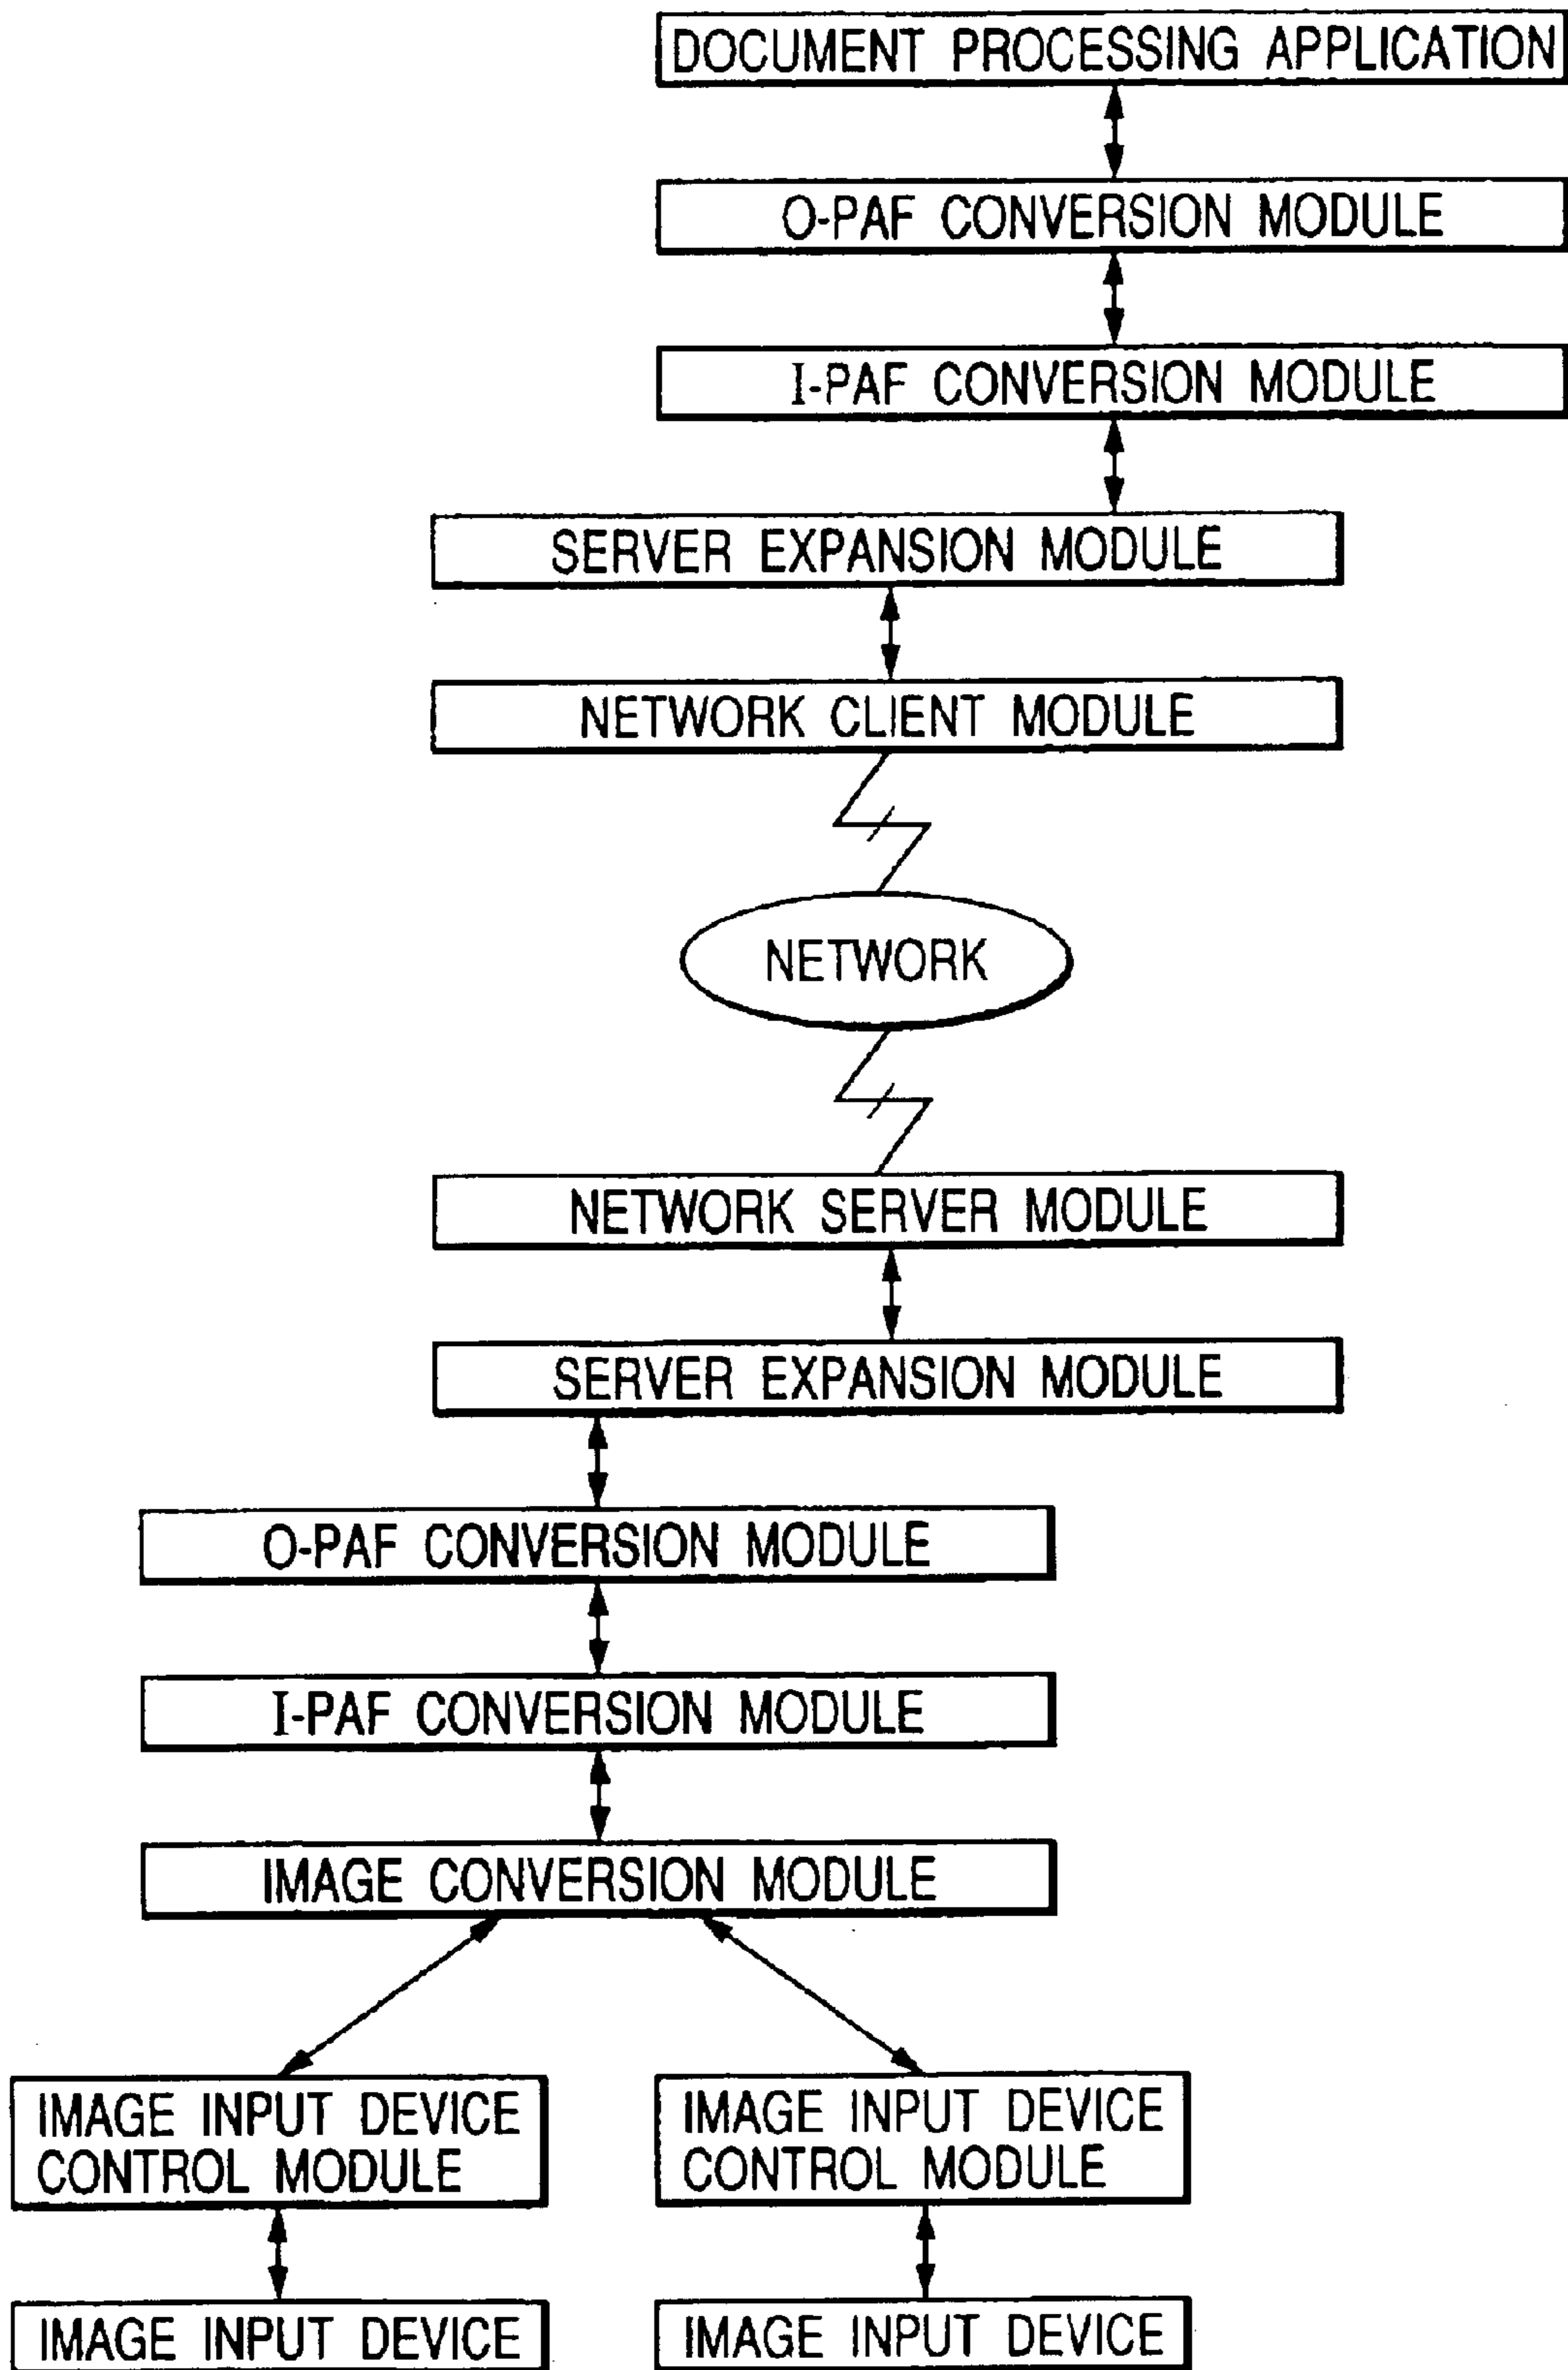 DOCUMENT PROCESSING APPLICATION
O-PAF CONVERSION MODULE
I-PAF CONVERSION MODULE
SERVER EXPANSION MODULE
NETWORK CLIENT MODULE
NETWORK
NETWORK SERVER MODULE
SERVER EXPANSION MODULE
O-PAF CONVERSION MODULE
I-PAF CONVERSION MODULE
IMAGE CONVERSION MODULE
IMAGE INPUT DEVICE
CONTROL MODULE
IMAGE INPUT DEVICE
CONTROL MODULE
IMAGE INPUT DEVICE
IMAGE INPUT DEVICE